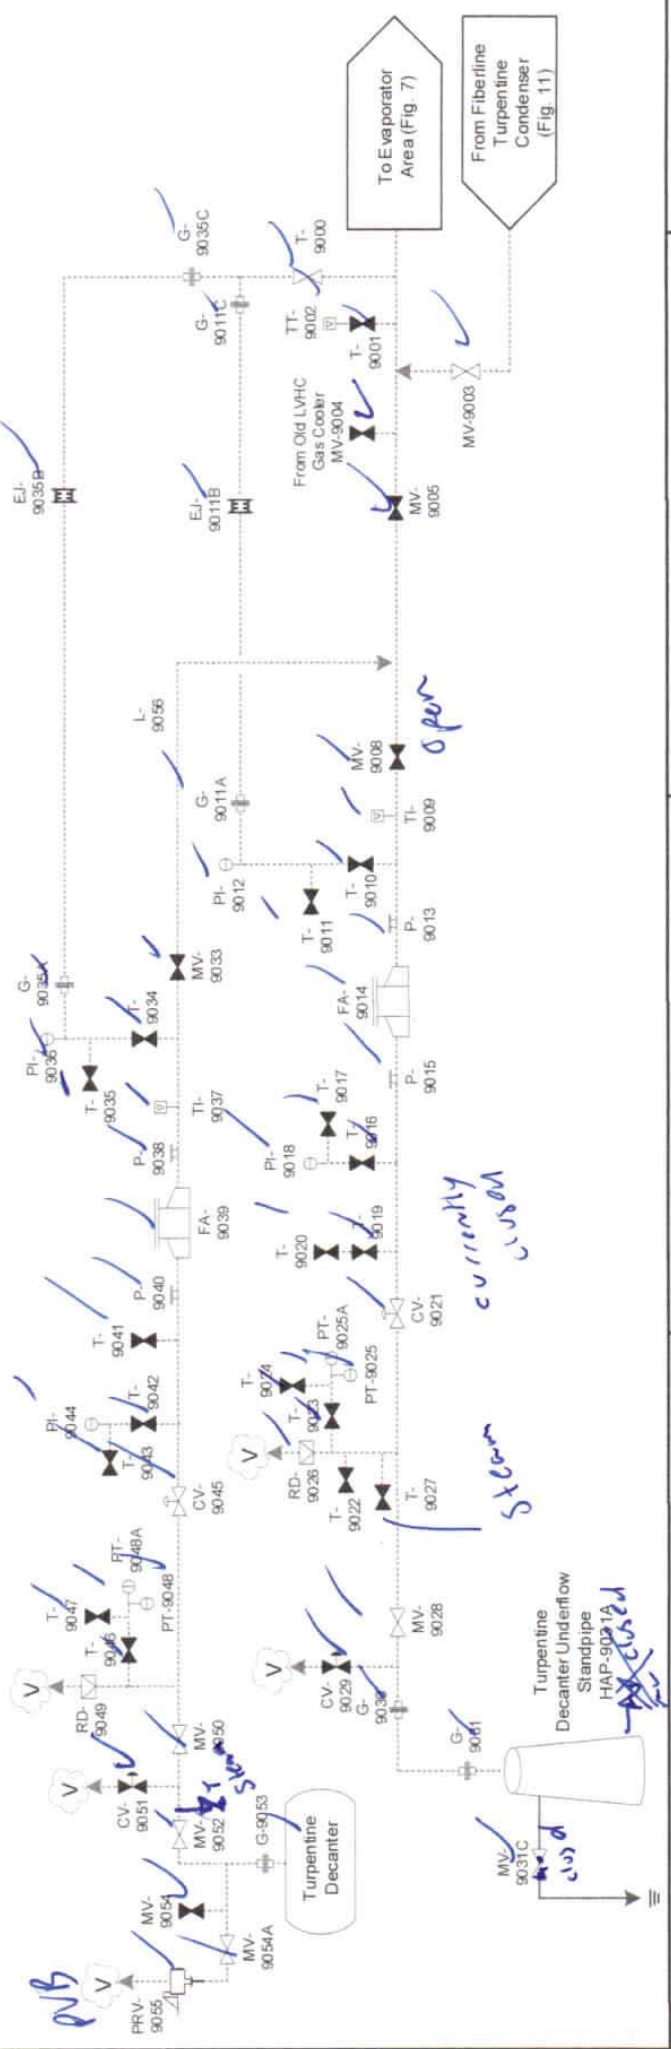 PVB
V
PRV-
9055
MV-
9054
MV-
9054A
V
CV-
9051
MV-
9052
Steam
G-9053
Turpentine
Decanter
V
RD-
9049
MV-
9050
T-
9047
T-
9046
PT-
9048A
PT-9048
CV-
9045
PI-
9044
T-
9043
T-
9042
T-
9041
P-
9040
FA-
9039
P-
9038
TI-
9037
PI-
9036
T-
9035
T-
9034
G-
9035A
MV-
9033
L-
9056
EJ-
9035B
G-
9035C
G-
9011A
EJ-
9011B
G-
9011C
T-
9000
Turpentine
Decanter Underflow
Standpipe
HAP-9031A
closed
MV-
9031C
closd
G-
9061
G-
9030
V
CV-
9029
MV-
9028
V
RD-
9026
T-
9022
T-
9027
Steam
T-
9024
T-
9023
PT-
9025A
PT-9025
CV-
9021
currently
closed
T-
9020
T-
9019
PI-
9018
T-
9017
T-
9016
P-
9015
FA-
9014
P-
9013
PI-
9012
T-
9011
T-
9010
TI-
9009
MV-
9008
open
MV-
9005
From Old LVHC
Gas Cooler
MV-9004
TT-
9002
T-
9001
MV-9003
To Evaporator
Area (Fig. 7)
From Fiberline
Turpentine
Condenser
(Fig. 11)